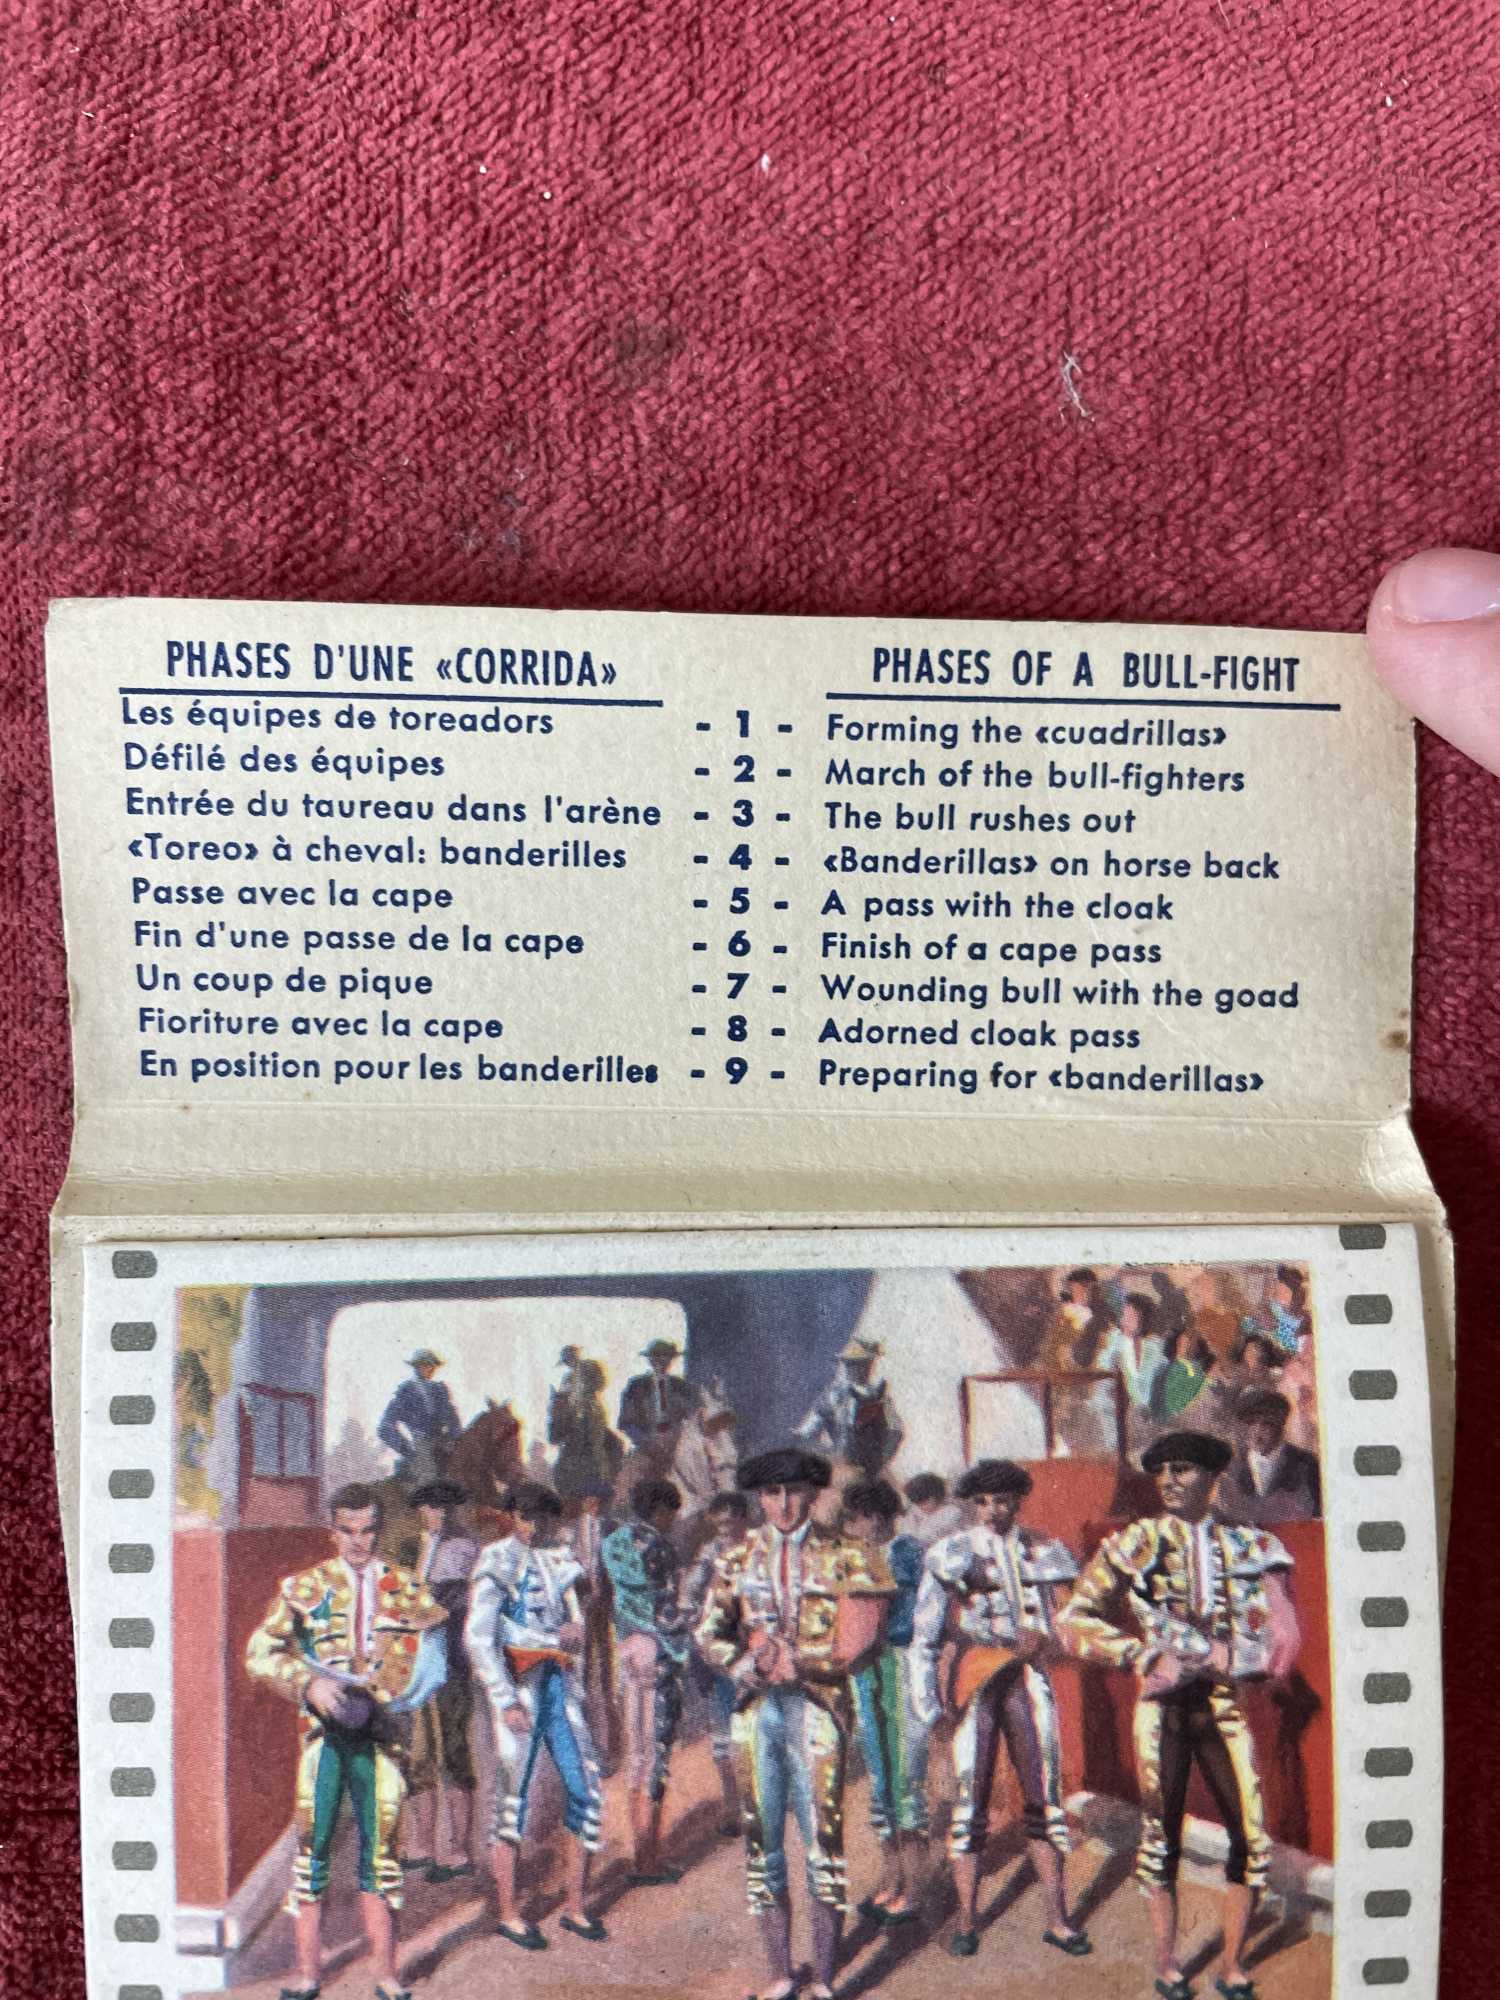 PHASES D'UNE «CORRIDA» PHASES OF A BULL-FIGHT
Les équipes de toreadors - 1 - Forming the «cuadrillas»
Défilé des équipes - 2 - March of the bull-fighters
Entrée du taureau dans l'arène - 3 - The bull rushes out
«Toreo» à cheval: banderilles - 4 - «Banderillas» on horse back
Passe avec la cape - 5 - A pass with the cloak
Fin d'une passe de la cape - 6 - Finish of a cape pass
Un coup de pique - 7 - Wounding bull with the goad
Fioriture avec la cape - 8 - Adorned cloak pass
En position pour les banderilles - 9 - Preparing for «banderillas»